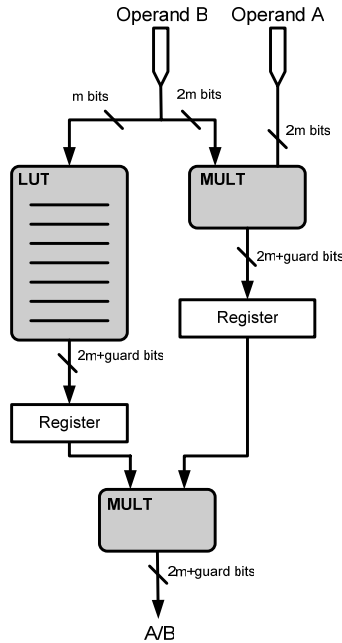 Operand B
Operand A
m bits
2m bits
2m bits
LUT
MULT
2m+guard bits
Register
2m+guard bits
Register
MULT
2m+guard bits
A/B